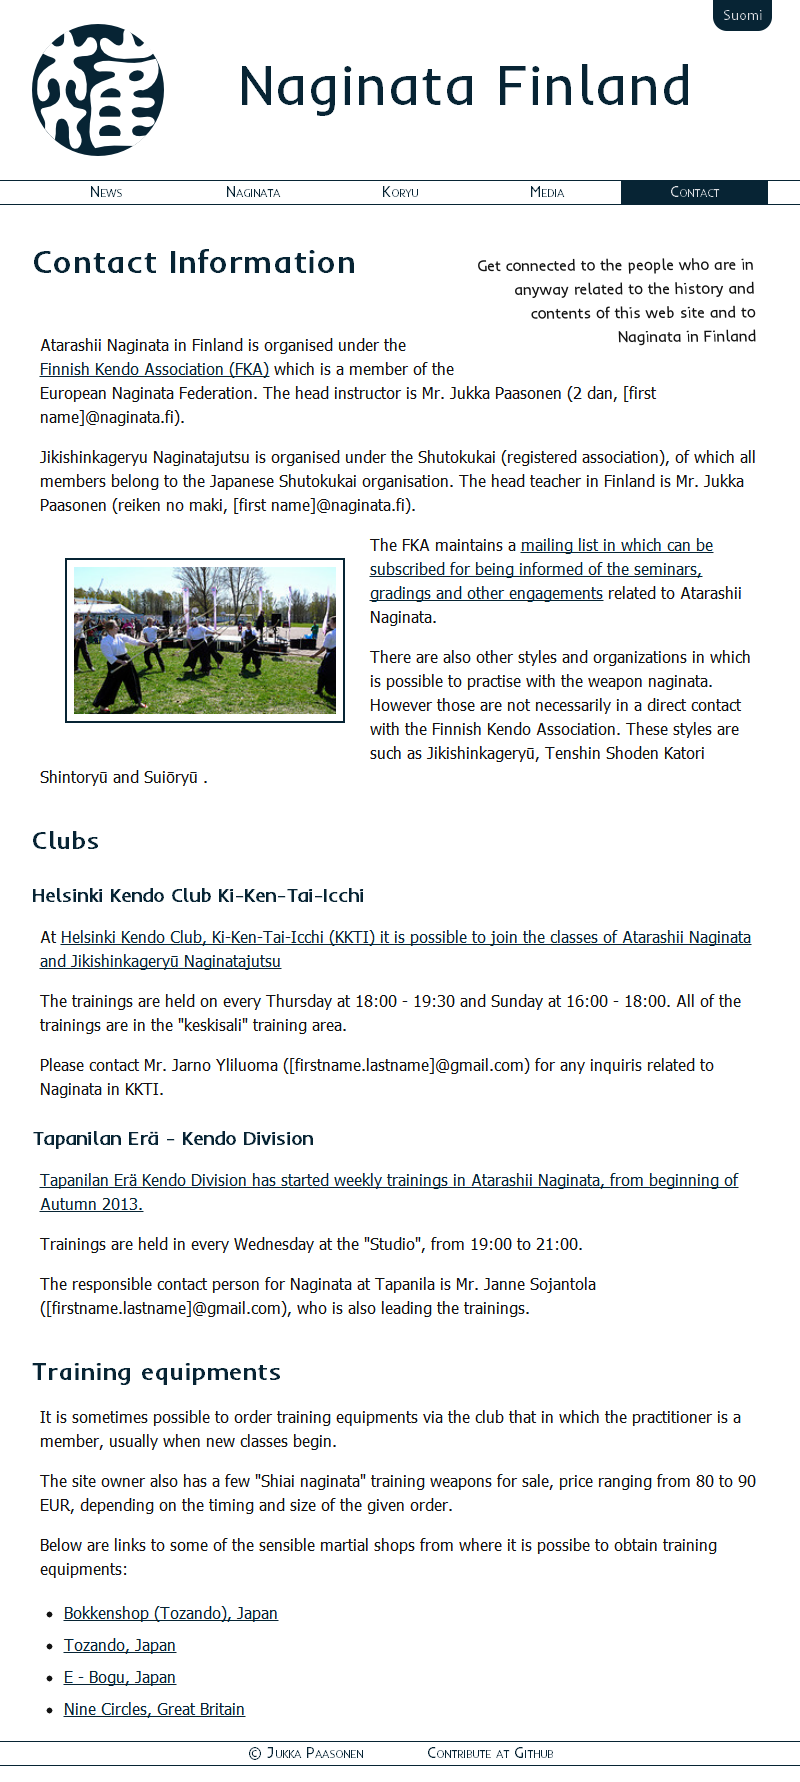 Suomi
Naginata Finland
News Naginata Koryu Media Contact
Contact Information
Get connected to the people who are in
anyway related to the history and
contents of this web site and to
Naginata in Finland
Atarashii Naginata in Finland is organised under the
Finnish Kendo Association (FKA) which is a member of the
European Naginata Federation. The head instructor is Mr. Jukka Paasonen (2 dan, [first
name]@naginata.fi).
Jikishinkageryu Naginatajutsu is organised under the Shutokukai (registered association), of which all
members belong to the Japanese Shutokukai organisation. The head teacher in Finland is Mr. Jukka
Paasonen (reiken no maki, [first name]@naginata.fi).
The FKA maintains a mailing list in which can be
subscribed for being informed of the seminars,
gradings and other engagements related to Atarashii
Naginata.
There are also other styles and organizations in which
is possible to practise with the weapon naginata.
However those are not necessarily in a direct contact
with the Finnish Kendo Association. These styles are
such as Jikishinkageryū, Tenshin Shoden Katori
Shintoryū and Suiōryū .
Clubs
Helsinki Kendo Club Ki-Ken-Tai-Icchi
At Helsinki Kendo Club, Ki-Ken-Tai-Icchi (KKTI) it is possible to join the classes of Atarashii Naginata
and Jikishinkageryū Naginatajutsu
The trainings are held on every Thursday at 18:00 - 19:30 and Sunday at 16:00 - 18:00. All of the
trainings are in the "keskisali" training area.
Please contact Mr. Jarno Yliluoma ([firstname.lastname]@gmail.com) for any inquiris related to
Naginata in KKTI.
Tapanilan Erä - Kendo Division
Tapanilan Erä Kendo Division has started weekly trainings in Atarashii Naginata, from beginning of
Autumn 2013.
Trainings are held in every Wednesday at the "Studio", from 19:00 to 21:00.
The responsible contact person for Naginata at Tapanila is Mr. Janne Sojantola
([firstname.lastname]@gmail.com), who is also leading the trainings.
Training equipments
It is sometimes possible to order training equipments via the club that in which the practitioner is a
member, usually when new classes begin.
The site owner also has a few "Shiai naginata" training weapons for sale, price ranging from 80 to 90
EUR, depending on the timing and size of the given order.
Below are links to some of the sensible martial shops from where it is possibe to obtain training
equipments:
• Bokkenshop (Tozando), Japan
• Tozando, Japan
• E - Bogu, Japan
• Nine Circles, Great Britain
© Jukka Paasonen Contribute at Github